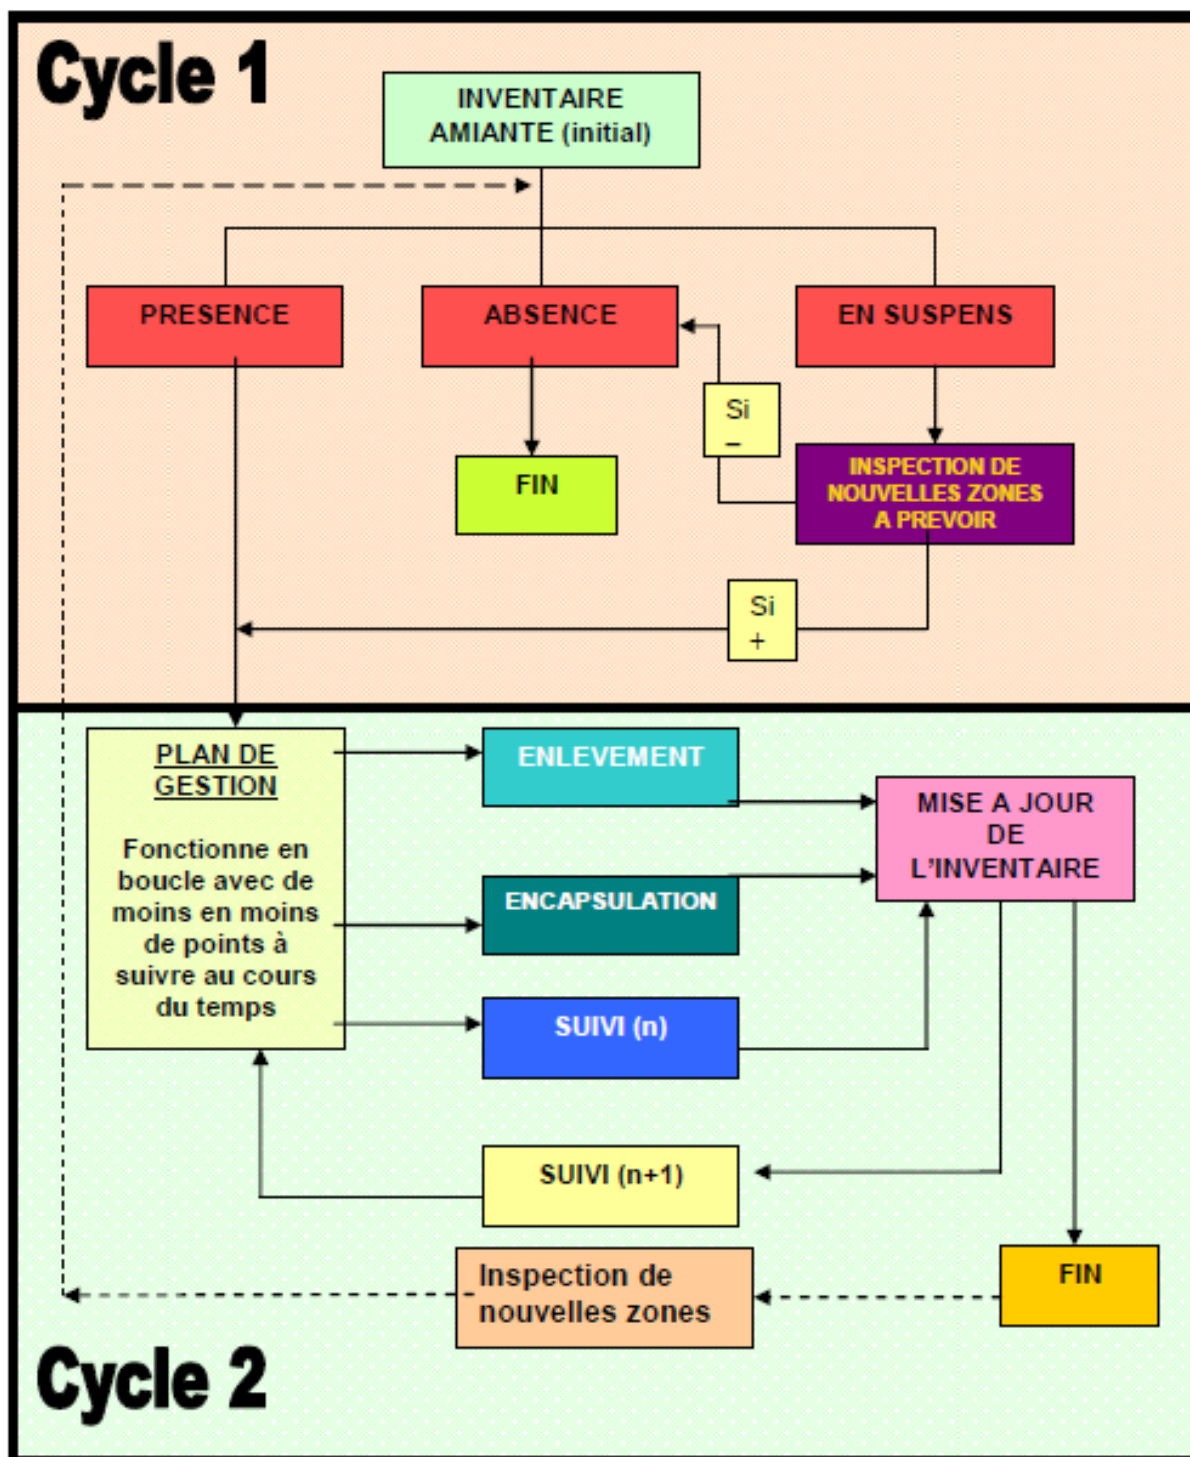 Cycle 1
INVENTAIRE
AMIANTE (initial)
PRESENCE
ABSENCE
EN SUSPENS
Si
–
FIN
INSPECTION DE
NOUVELLES ZONES
A PREVOIR
Si
+
PLAN DE
GESTION
Fonctionne en
boucle avec de
moins en moins
de points à
suivre au cours
du temps
ENLEVEMENT
ENCAPSULATION
SUIVI (n)
MISE A JOUR
DE
L'INVENTAIRE
SUIVI (n+1)
Inspection de
nouvelles zones
FIN
Cycle 2